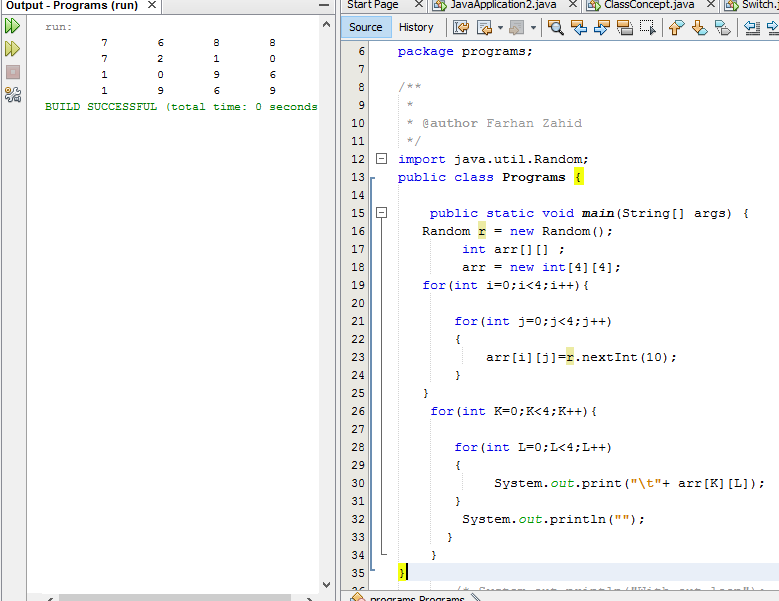 Output - Programs (run)
run:
7 6 8 8
7 2 1 0
1 0 9 6
1 9 6 9
BUILD SUCCESSFUL (total time: 0 seconds
Start Page JavaApplication2.java ClassConcept.java Switch.j
Source History
6 package programs;
7
8 /**
9 *
10 * @author Farhan Zahid
11 */
12 import java.util.Random;
13 public class Programs {
14
15 public static void main(String[] args) {
16 Random r = new Random();
17 int arr[][] ;
18 arr = new int[4][4];
19 for(int i=0;i<4;i++){
20
21 for(int j=0;j<4;j++)
22 {
23 arr[i][j]=r.nextInt(10);
24 }
25 }
26 for(int K=0;K<4;K++){
27
28 for(int L=0;L<4;L++)
29 {
30 System.out.print("\t"+ arr[K][L]);
31 }
32 System.out.println("");
33 }
34 }
35 }
/* System.out.println("With out loop");
programs.Programs